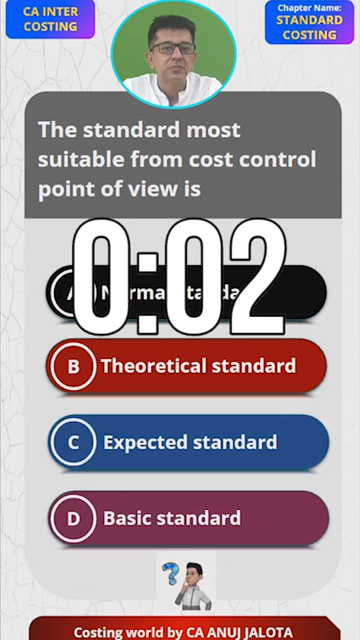 CA INTER
COSTING
Chapter Name:
STANDARD
COSTING
The standard most
suitable from cost control
point of view is
0:02
B Theoretical standard
C Expected standard
D Basic standard
?
Costing world by CA ANUJ JALOTA